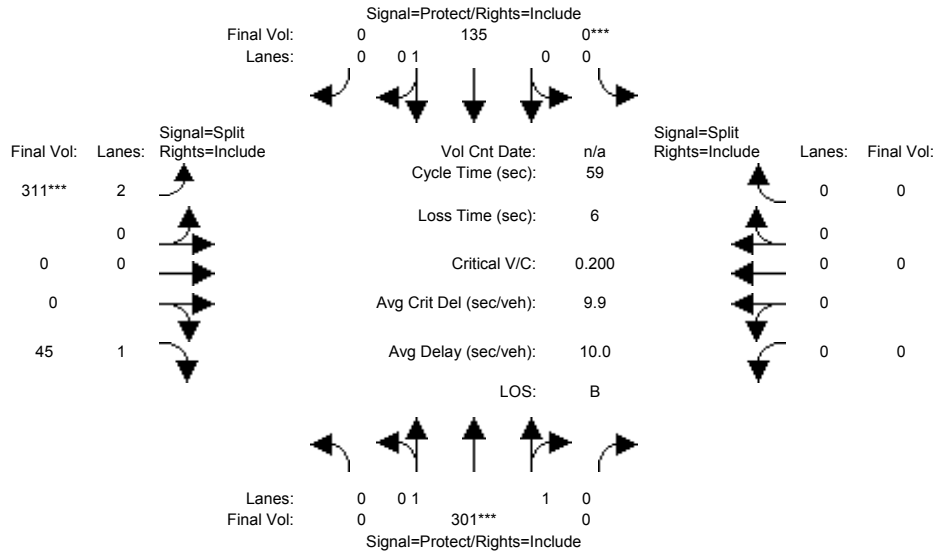 Signal=Protect/Rights=Include
Final Vol: 0 135 0***
Lanes: 0 0 1 0 0
Signal=Split
Final Vol: Lanes: Rights=Include
Vol Cnt Date: n/a
Signal=Split
Rights=Include Lanes: Final Vol:
Cycle Time (sec): 59
311*** 2
0 0
Loss Time (sec): 6
0
0
0 0
Critical V/C: 0.200
0 0
0
Avg Crit Del (sec/veh): 9.9
0
45 1
Avg Delay (sec/veh): 10.0
0 0
LOS: B
Lanes: 0 0 1 1 0
Final Vol: 0 301*** 0
Signal=Protect/Rights=Include